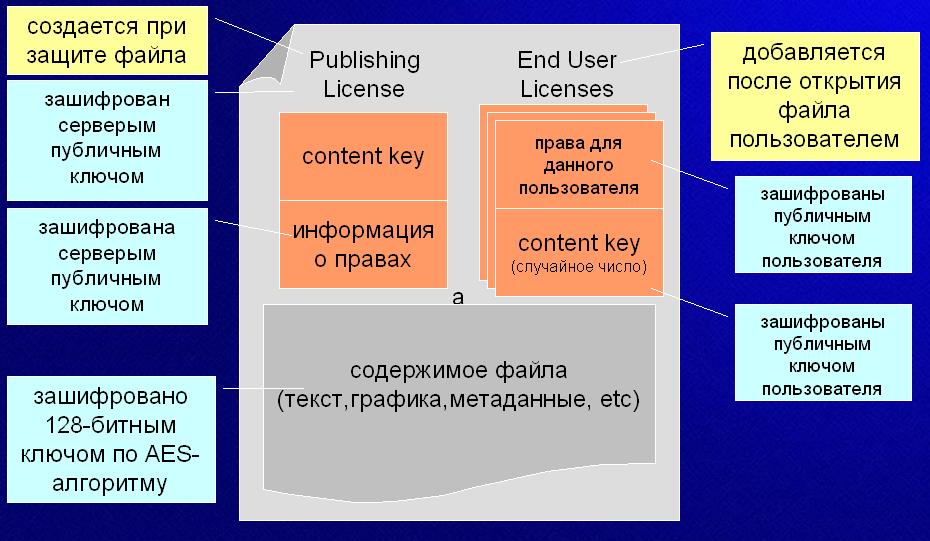 создается при
защите файла
зашифрован
серверым
публичным
ключом
зашифрована
серверым
публичным
ключом
зашифровано
128-битным
ключом по AES-
алгоритму
Publishing
License
content key
информация
о правах
End User
Licenses
права для
данного
пользователя
content key
(случайное число)
а
содержимое файла
(текст,графика,метаданные, etc)
добавляется
после открытия
файла
пользователем
зашифрованы
публичным
ключом
пользователя
зашифрованы
публичным
ключом
пользователя